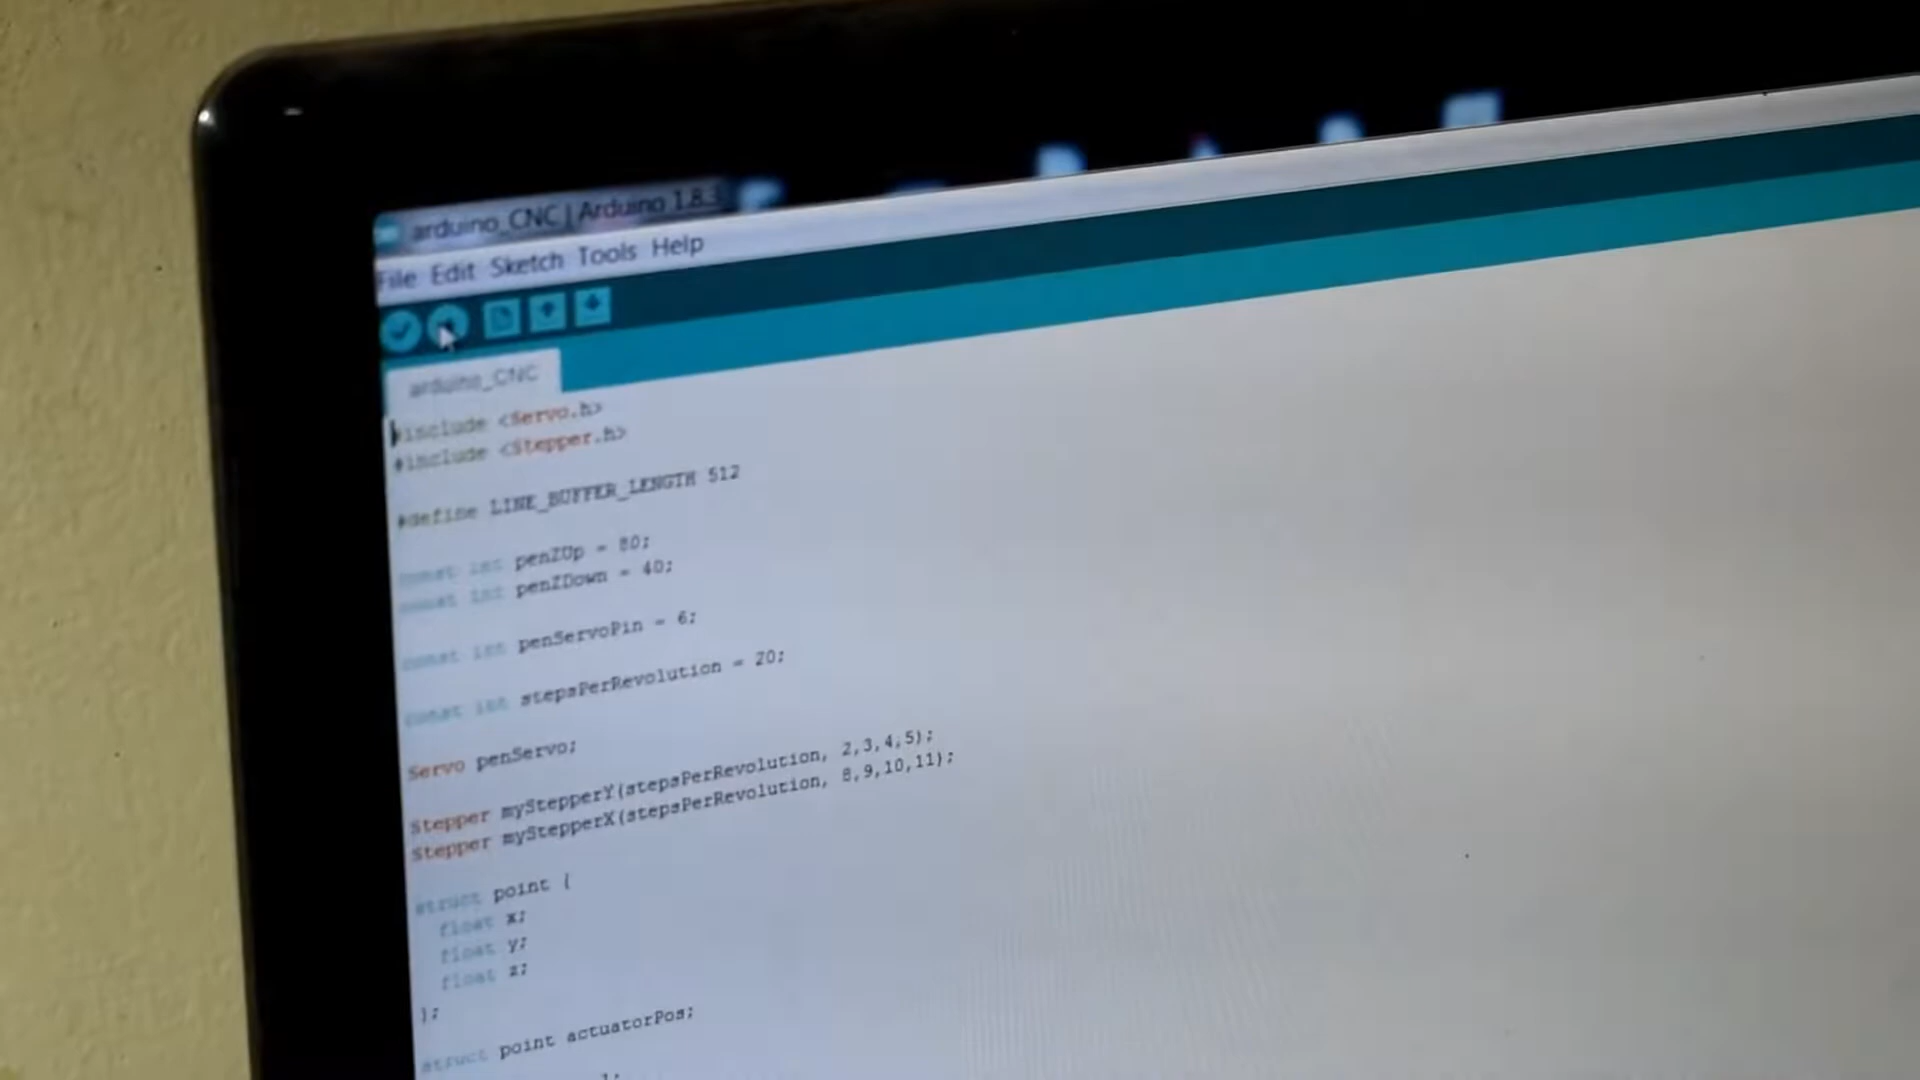 arduino_CNC | Arduino 1.8.3
File Edit Sketch Tools Help
arduino_CNC
#include <Servo.h>
#include <Stepper.h>
#define LINE_BUFFER_LENGTH 512
const int penZUp = 80;
const int penZDown = 40;
const int penServoPin = 6;
const int stepsPerRevolution = 20;
Servo penServo;
Stepper myStepperY(stepsPerRevolution, 2,3,4,5);
Stepper myStepperX(stepsPerRevolution, 8,9,10,11);
struct point {
float x;
float y;
float z;
};
struct point actuatorPos;